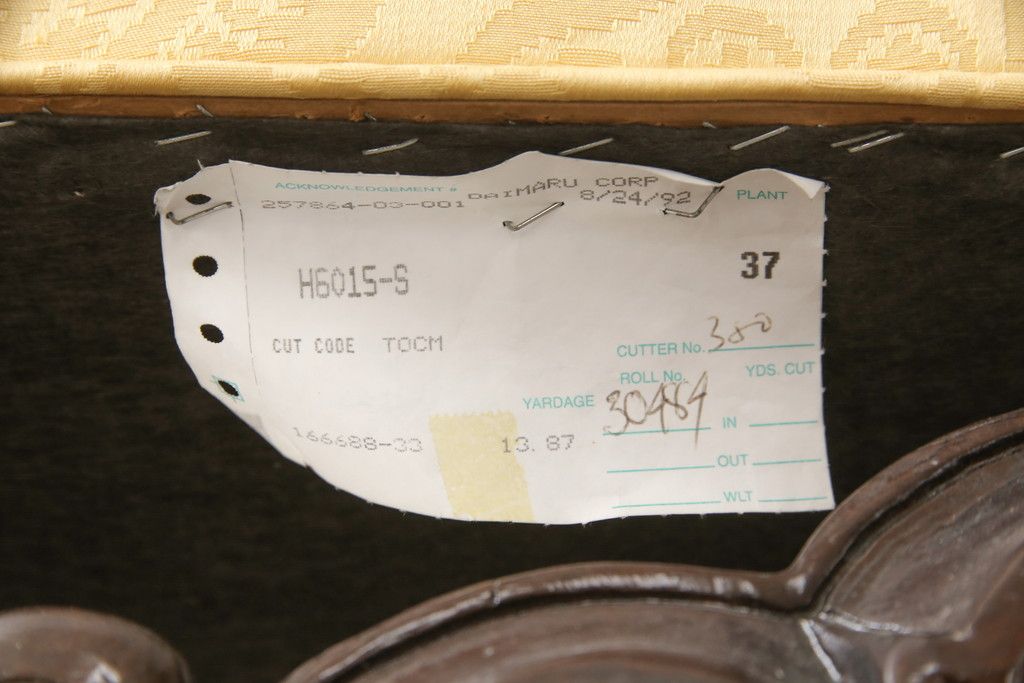 ACKNOWLEDGEMENT # DAIMARU CORP PLANT
257864-03-001 8/24/92
H6015-S 37
CUT CODE TOCM CUTTER No. 300
ROLL No. YDS. CUT
YARDAGE 30484 IN
166688-33 13.87
OUT
WLT